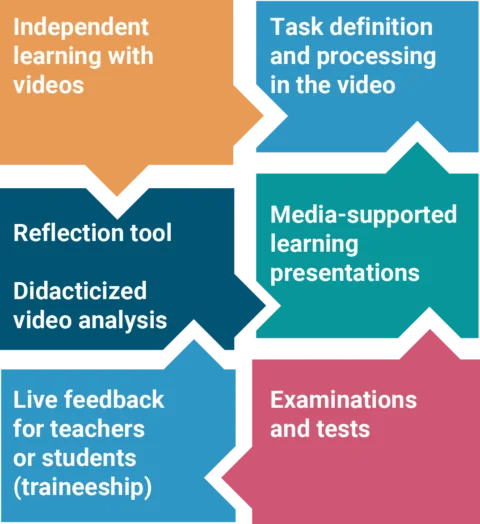 Independent
learning with
videos
Task definition
and processing
in the video
Reflection tool
Didacticized
video analysis
Media-supported
learning
presentations
Live feedback
for teachers
or students
(traineeship)
Examinations
and tests